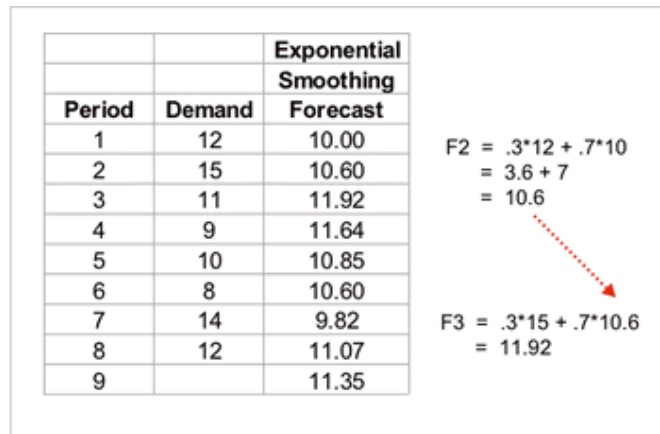 Exponential
Smoothing
Period Demand Forecast
1 12 10.00
2 15 10.60
3 11 11.92
4 9 11.64
5 10 10.85
6 8 10.60
7 14 9.82
8 12 11.07
9 11.35
F2 = .3*12 + .7*10
= 3.6 + 7
= 10.6
F3 = .3*15 + .7*10.6
= 11.92